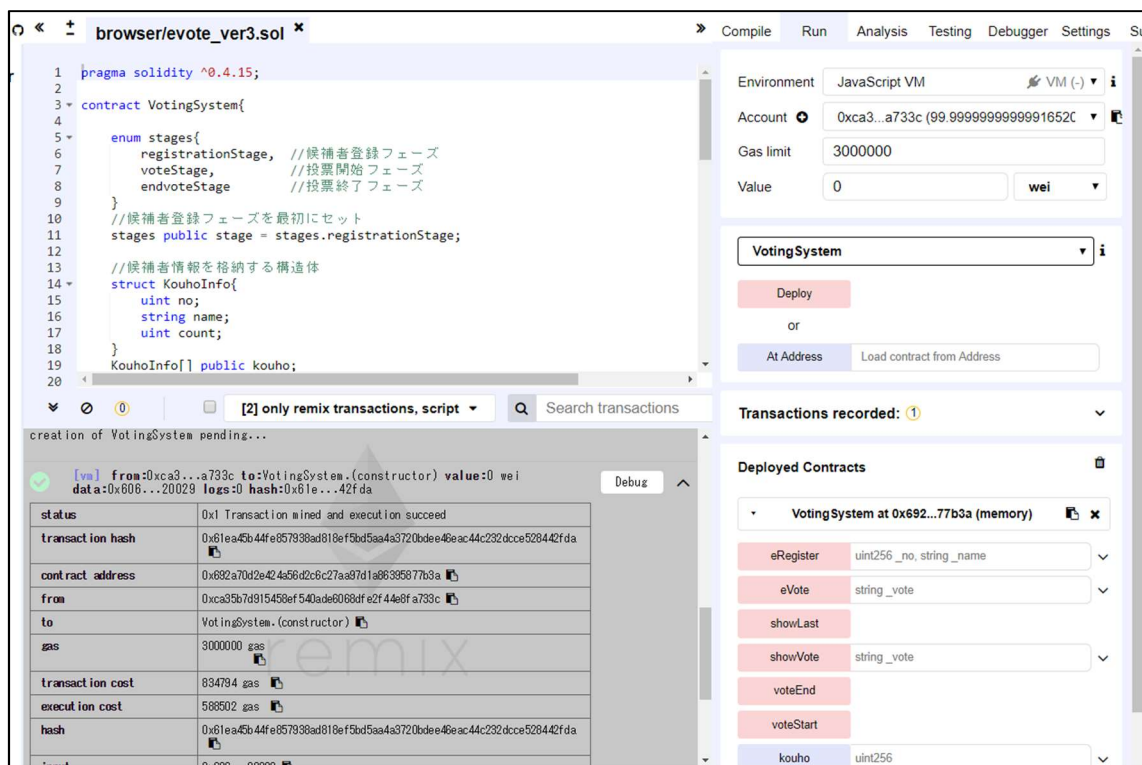 browser/evote_ver3.sol
1 pragma solidity ^0.4.15;
2
3 contract VotingSystem{
4
5 enum stages{
6 registrationStage, //候補者登録フェーズ
7 voteStage, //投票開始フェーズ
8 endvoteStage //投票終了フェーズ
9 }
10 //候補者登録フェーズを最初にセット
11 stages public stage = stages.registrationStage;
12
13 //候補者情報を格納する構造体
14 struct KouhoInfo{
15 uint no;
16 string name;
17 uint count;
18 }
19 KouhoInfo[] public kouho;
20
0 [2] only remix transactions, script Search transactions
creation of VotingSystem pending...
[vm] from:0xca3...a733c to:VotingSystem.(constructor) value:0 wei
data:0x606...20029 logs:0 hash:0x61e...42fda
Debug
status 0x1 Transaction mined and execution succeed
transaction hash 0x61ea45b44fe857938ad818ef5bd5aa4a3720bdee46eac44c232dcce528442fda
contract address 0x692a70d2e424a56d2c6c27aa97d1a86395877b3a
from 0xca35b7d915458ef540ade6068dfe2f44e8fa733c
to VotingSystem.(constructor)
gas 3000000 gas
transaction cost 834794 gas
execution cost 588502 gas
hash 0x61ea45b44fe857938ad818ef5bd5aa4a3720bdee46eac44c232dcce528442fda
remix
Compile Run Analysis Testing Debugger Settings
Environment JavaScript VM VM (-)
Account 0xca3...a733c (99.99999999999916520
Gas limit 3000000
Value 0 wei
VotingSystem
Deploy
or
At Address Load contract from Address
Transactions recorded: 1
Deployed Contracts
VotingSystem at 0x692...77b3a (memory)
eRegister uint256 _no, string _name
eVote string _vote
showLast
showVote string _vote
voteEnd
voteStart
kouho uint256